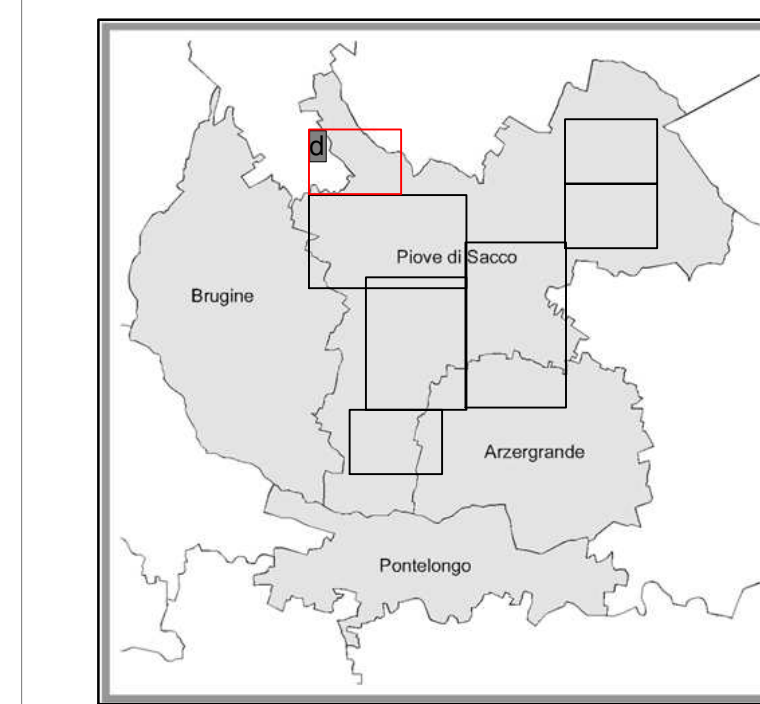 d
Piove di Sacco
Brugine
Arzergrande
Pontelongo